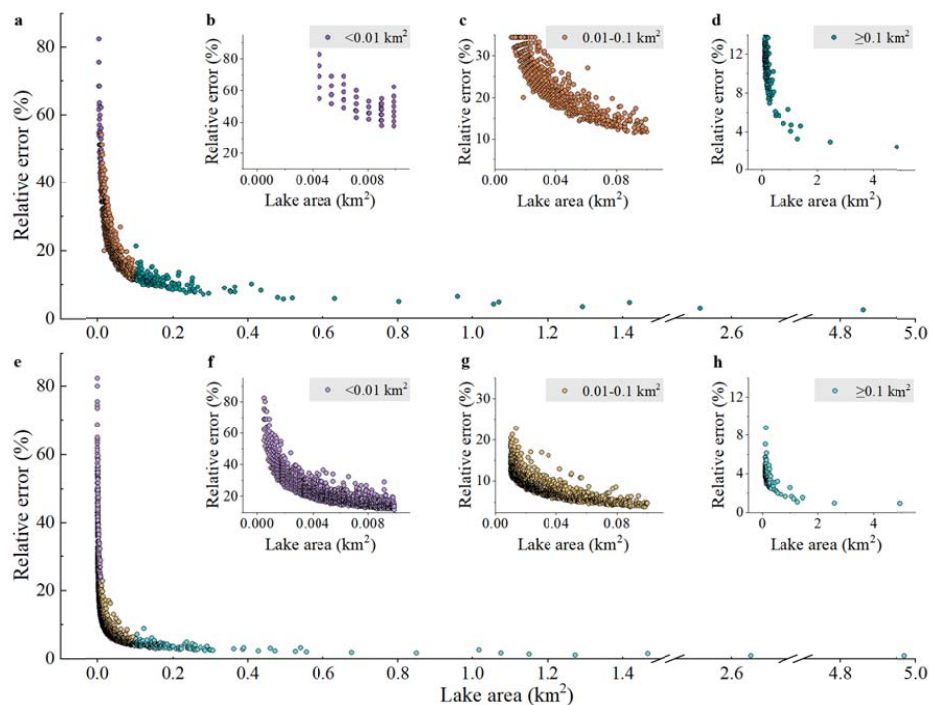 a
80
60
40
20
0
Relative error (%)
0.0
0.2
0.4
0.6
0.8
1.0
1.2
1.4
2.6
4.8
5.0
b
<0.01 km²
Relative error (%)
80
60
40
20
0.000
0.004
0.008
Lake area (km²)
c
0.01-0.1 km²
Relative error (%)
30
20
10
0.00
0.04
0.08
Lake area (km²)
d
≥0.1 km²
Relative error (%)
12
8
4
0
0
2
4
Lake area (km²)
e
80
60
40
20
0
Relative error (%)
0.0
0.2
0.4
0.6
0.8
1.0
1.2
1.4
2.6
4.8
5.0
Lake area (km²)
f
<0.01 km²
Relative error (%)
80
60
40
20
0.000
0.004
0.008
Lake area (km²)
g
0.01-0.1 km²
Relative error (%)
30
20
10
0.00
0.04
0.08
Lake area (km²)
h
≥0.1 km²
Relative error (%)
12
8
4
0
0
2
4
Lake area (km²)